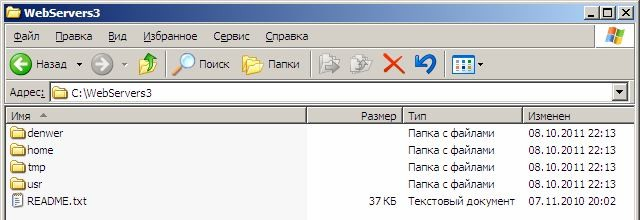 WebServers3
Файл Правка Вид Избранное Сервис Справка
Назад Поиск Папки
Адрес: C:\WebServers3
Имя Размер Тип Изменен
denwer Папка с файлами 08.10.2011 22:13
home Папка с файлами 08.10.2011 22:13
tmp Папка с файлами 08.10.2011 22:13
usr Папка с файлами 08.10.2011 22:13
README.txt 37 КБ Текстовый документ 07.11.2010 20:02